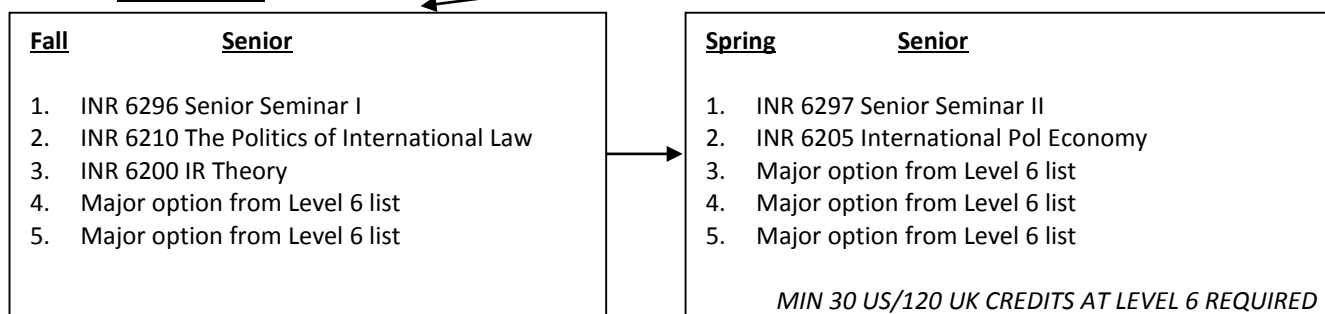 Fall Senior
1. INR 6296 Senior Seminar I
2. INR 6210 The Politics of International Law
3. INR 6200 IR Theory
4. Major option from Level 6 list
5. Major option from Level 6 list
Spring Senior
1. INR 6297 Senior Seminar II
2. INR 6205 International Pol Economy
3. Major option from Level 6 list
4. Major option from Level 6 list
5. Major option from Level 6 list
MIN 30 US/120 UK CREDITS AT LEVEL 6 REQUIRED